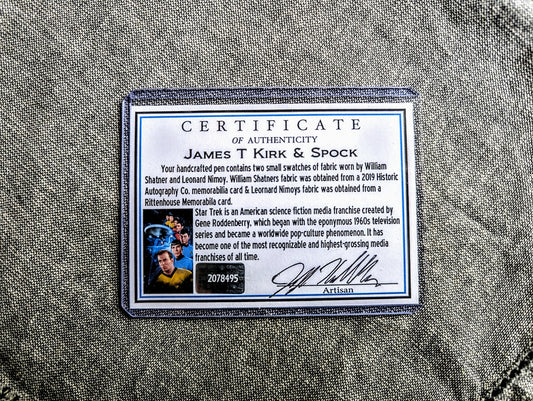 CERTIFICATE
OF AUTHENTICITY
JAMES T KIRK & SPOCK
Your handcrafted pen contains two small swatches of fabric worn by William
Shatner and Leonard Nimoy. William Shatners fabric was obtained from a 2019 Historic
Autography Co. memorabilia card & Leornard Nimoys fabric was obtained from a
Rittenhouse Memorabilia card.
Star Trek is an American science fiction media franchise created by
Gene Roddenberry, which began with the eponymous 1960s television
series and became a worldwide pop-culture phenomenon. It has
become one of the most recognizable and highest-grossing media
franchises of all time.
2078495
Artisan